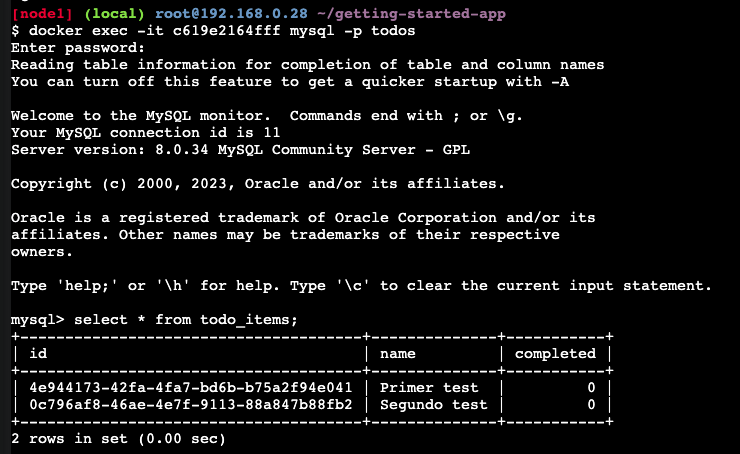 [node1] (local) root@192.168.0.28 ~/getting-started-app
$ docker exec -it c619e2164fff mysql -p todos
Enter password:
Reading table information for completion of table and column names
You can turn off this feature to get a quicker startup with -A
Welcome to the MySQL monitor.  Commands end with ; or \g.
Your MySQL connection id is 11
Server version: 8.0.34 MySQL Community Server - GPL
Copyright (c) 2000, 2023, Oracle and/or its affiliates.
Oracle is a registered trademark of Oracle Corporation and/or its
affiliates. Other names may be trademarks of their respective
owners.
Type 'help;' or '\h' for help. Type '\c' to clear the current input statement.
mysql> select * from todo_items;
+--------------------------------------+--------------+-----------+
| id                                   | name         | completed |
+--------------------------------------+--------------+-----------+
| 4e944173-42fa-4fa7-bd6b-b75a2f94e041 | Primer test  |         0 |
| 0c796af8-46ae-4e7f-9113-88a847b88fb2 | Segundo test |         0 |
+--------------------------------------+--------------+-----------+
2 rows in set (0.00 sec)